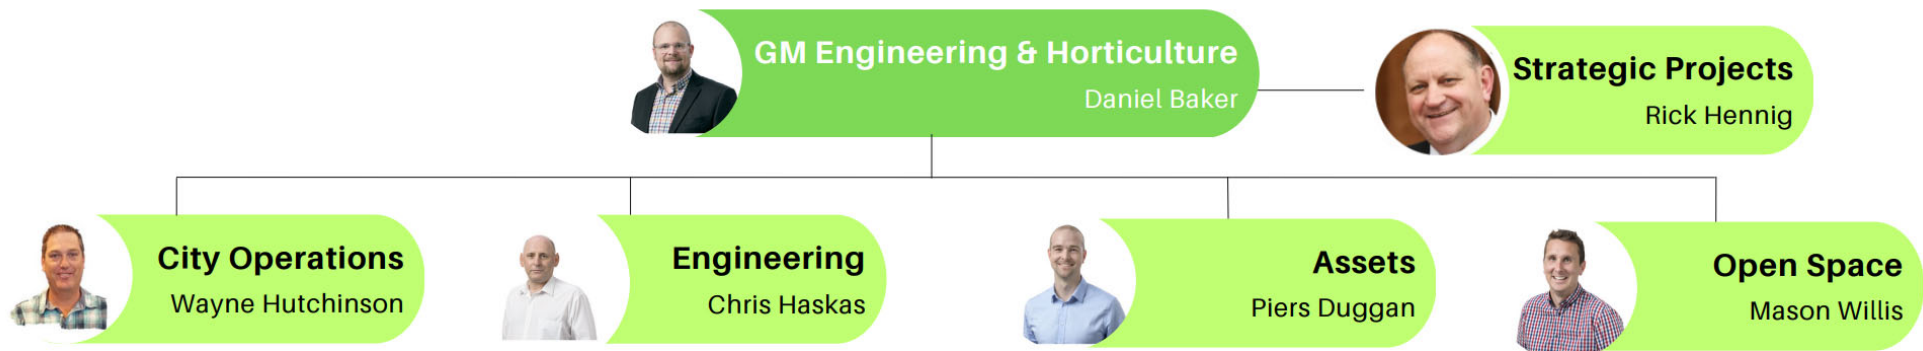 GM Engineering & Horticulture
Daniel Baker
Strategic Projects
Rick Hennig
City Operations
Wayne Hutchinson
Engineering
Chris Haskas
Assets
Piers Duggan
Open Space
Mason Willis